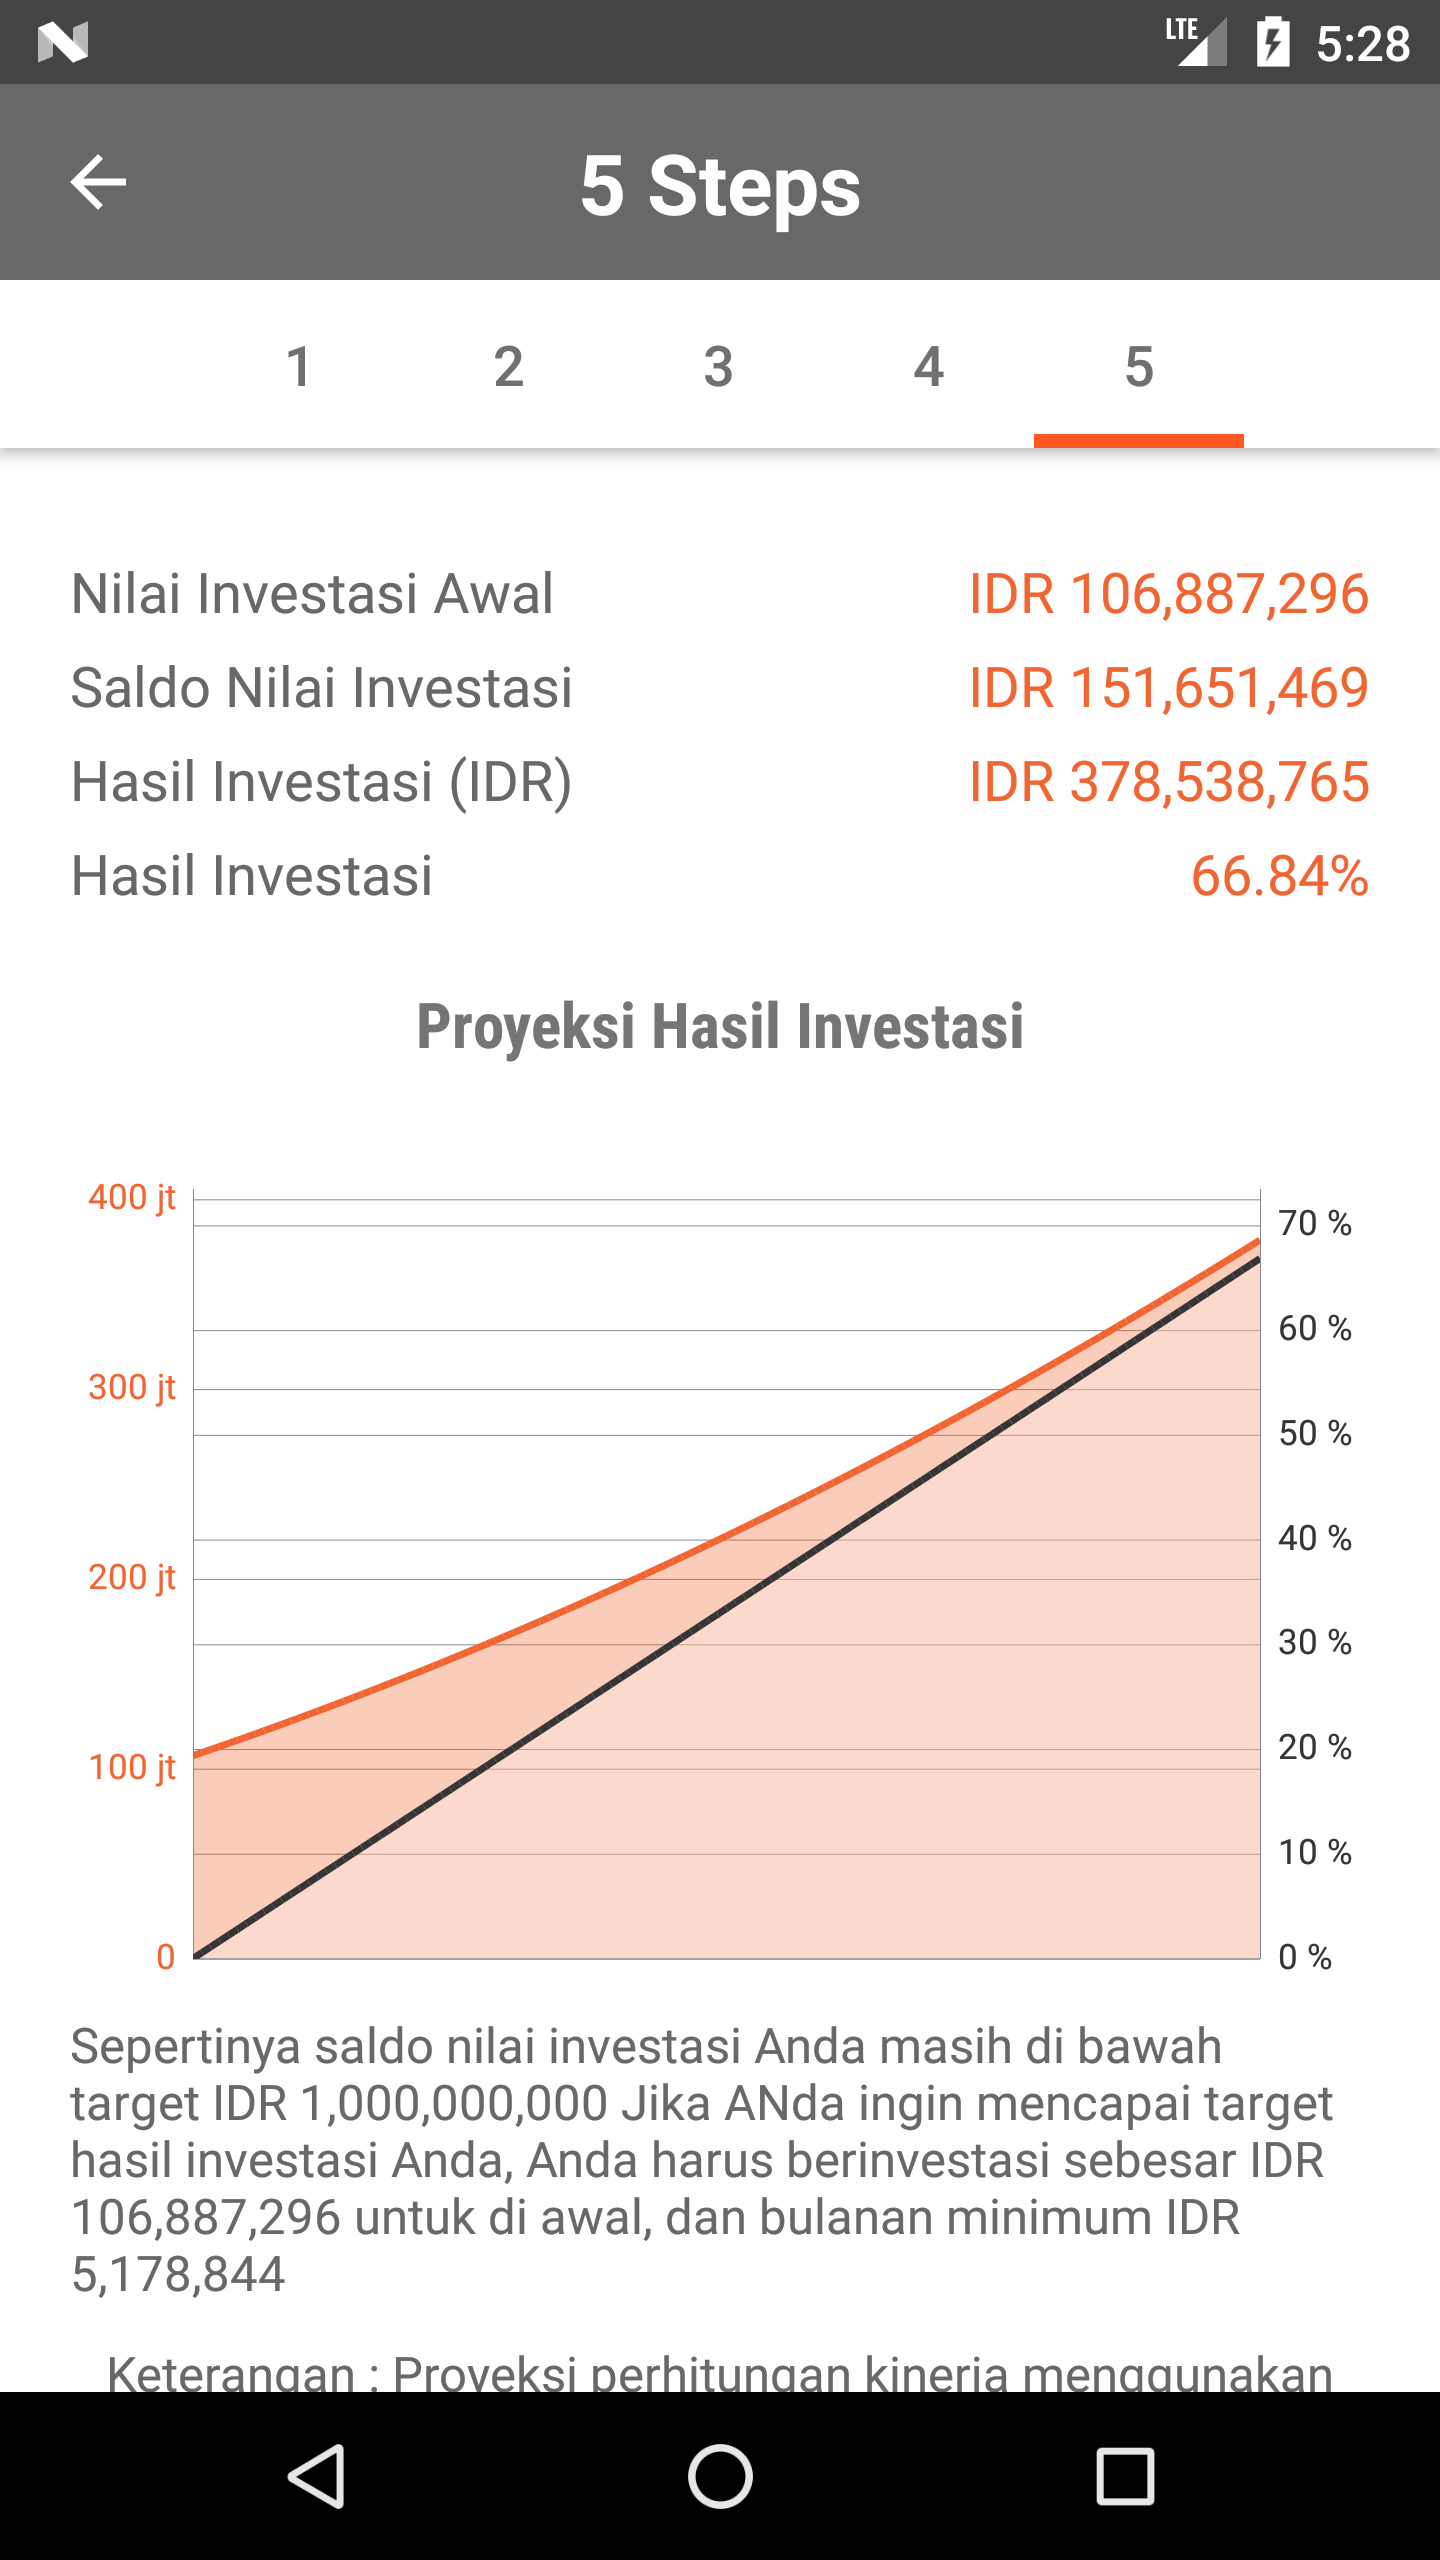 LTE 5:28
5 Steps
1 2 3 4 5
Nilai Investasi Awal IDR 106,887,296
Saldo Nilai Investasi IDR 151,651,469
Hasil Investasi (IDR) IDR 378,538,765
Hasil Investasi 66.84%
Proyeksi Hasil Investasi
400 jt
70 %
60 %
300 jt
50 %
40 %
200 jt
30 %
20 %
100 jt
10 %
0 0 %
Sepertinya saldo nilai investasi Anda masih di bawah
target IDR 1,000,000,000 Jika ANda ingin mencapai target
hasil investasi Anda, Anda harus berinvestasi sebesar IDR
106,887,296 untuk di awal, dan bulanan minimum IDR
5,178,844
Keterangan : Proyeksi perhitungan kinerja menggunakan